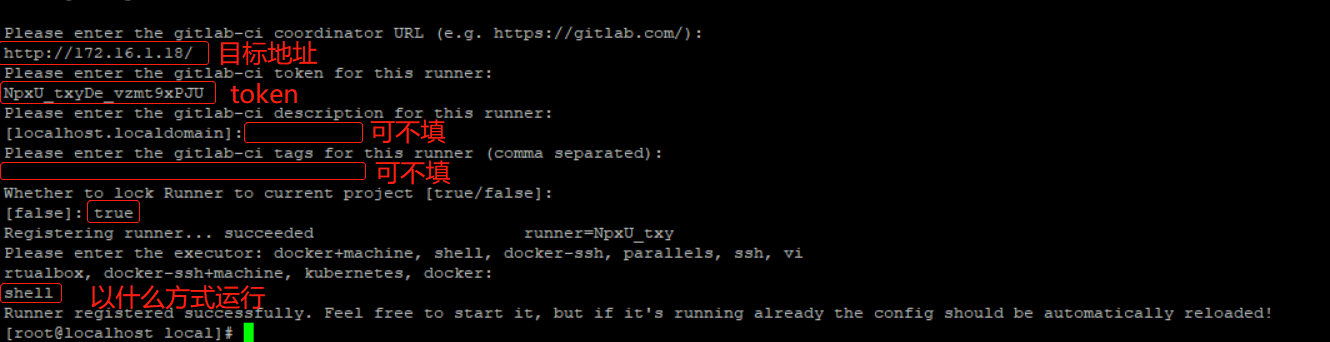 Please enter the gitlab-ci coordinator URL (e.g. https://gitlab.com/):
http://172.16.1.18/ 目标地址
Please enter the gitlab-ci token for this runner:
NpxU_txyDe_vzmt9xPJU token
Please enter the gitlab-ci description for this runner:
[localhost.localdomain]: 可不填
Please enter the gitlab-ci tags for this runner (comma separated):
可不填
Whether to lock Runner to current project [true/false]:
[false]: true
Registering runner... succeeded runner=NpxU_txy
Please enter the executor: docker+machine, shell, docker-ssh, parallels, ssh, vi
rtualbox, docker-ssh+machine, kubernetes, docker:
shell 以什么方式运行
Runner registered successfully. Feel free to start it, but if it's running already the config should be automatically reloaded!
[root@localhost local]#